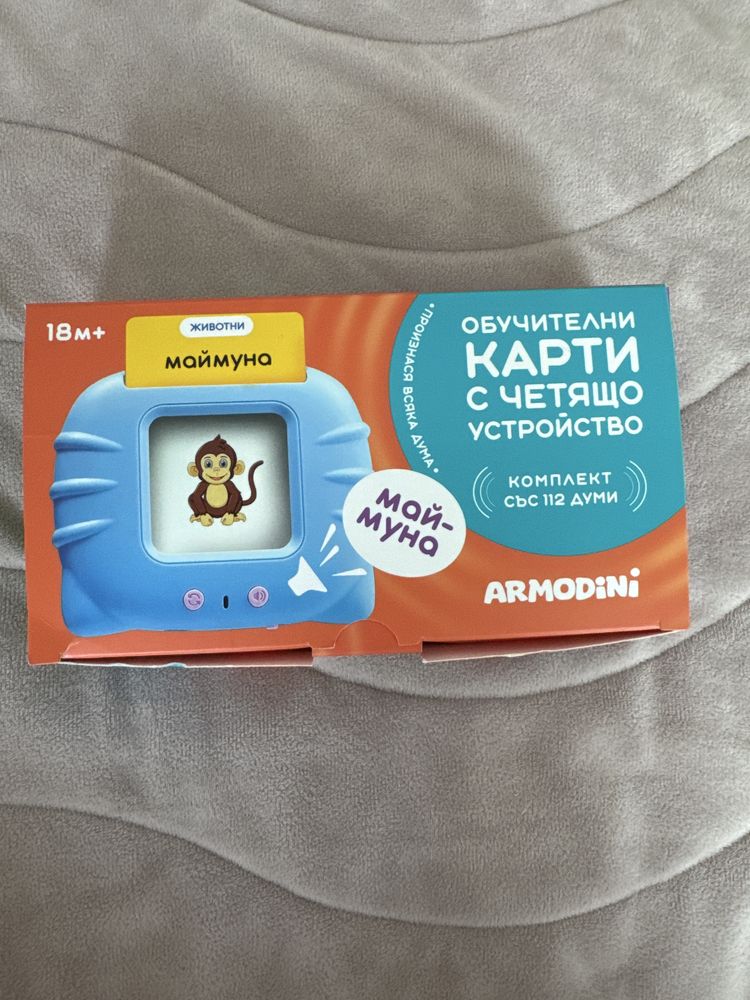 18м+
ЖИВОТНИ
маймуна
• ПРОИЗНАСЯ ВСЯКА ДУМА •
ОБУЧИТЕЛНИ
КАРТИ
С ЧЕТЯЩО
УСТРОЙСТВО
КОМПЛЕКТ
СЪС 112 ДУМИ
май-
муна
ARMODINI